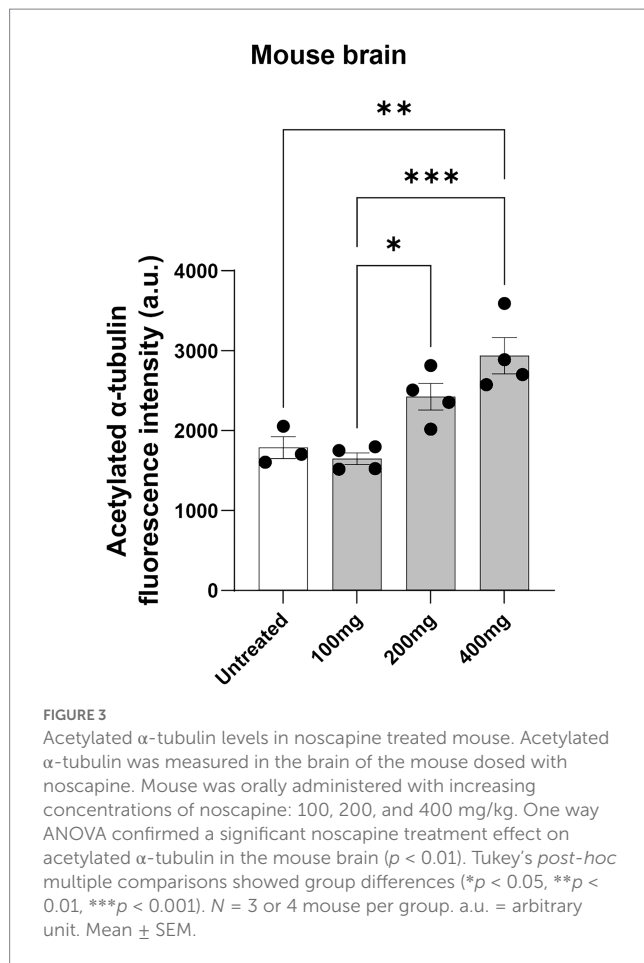 Mouse brain
**
***
*
Acetylated α-tubulin
fluorescence intensity (a.u.)
4000
3000
2000
1000
0
Untreated
100mg
200mg
400mg
FIGURE 3
Acetylated α-tubulin levels in noscapine treated mouse. Acetylated
α-tubulin was measured in the brain of the mouse dosed with
noscapine. Mouse was orally administered with increasing
concentrations of noscapine: 100, 200, and 400 mg/kg. One way
ANOVA confirmed a significant noscapine treatment effect on
acetylated α-tubulin in the mouse brain (p < 0.01). Tukey's post-hoc
multiple comparisons showed group differences (*p < 0.05, **p <
0.01, ***p < 0.001). N = 3 or 4 mouse per group. a.u. = arbitrary
unit. Mean ± SEM.